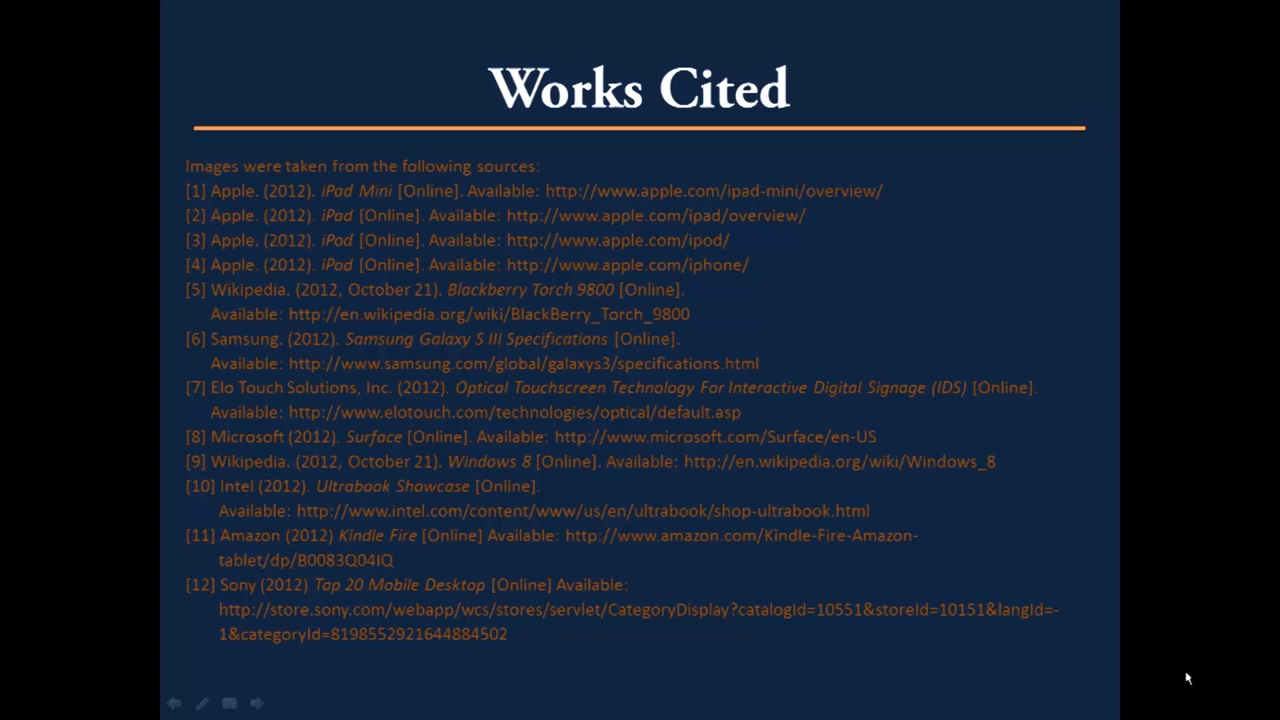 Works Cited
Images were taken from the following sources:
[1] Apple. (2012). iPad Mini [Online]. Available: http://www.apple.com/ipad-mini/overview/
[2] Apple. (2012). iPad [Online]. Available: http://www.apple.com/ipad/overview/
[3] Apple. (2012). iPod [Online]. Available: http://www.apple.com/ipod/
[4] Apple. (2012). iPod [Online]. Available: http://www.apple.com/iphone/
[5] Wikipedia. (2012, October 21). Blackberry Torch 9800 [Online].
Available: http://en.wikipedia.org/wiki/BlackBerry_Torch_9800
[6] Samsung. (2012). Samsung Galaxy S III Specifications [Online].
Available: http://www.samsung.com/global/galaxys3/specifications.html
[7] Elo Touch Solutions, Inc. (2012). Optical Touchscreen Technology For Interactive Digital Signage (IDS) [Online].
Available: http://www.elotouch.com/technologies/optical/default.asp
[8] Microsoft (2012). Surface [Online]. Available: http://www.microsoft.com/Surface/en-US
[9] Wikipedia. (2012, October 21). Windows 8 [Online]. Available: http://en.wikipedia.org/wiki/Windows_8
[10] Intel (2012). Ultrabook Showcase [Online].
Available: http://www.intel.com/content/www/us/en/ultrabook/shop-ultrabook.html
[11] Amazon (2012) Kindle Fire [Online] Available: http://www.amazon.com/Kindle-Fire-Amazon-
tablet/dp/B0083Q04IQ
[12] Sony (2012) Tap 20 Mobile Desktop [Online] Available:
http://store.sony.com/webapp/wcs/stores/servlet/CategoryDisplay?catalogId=10551&storeId=10151&langId=-
1&categoryId=8198552921644884502